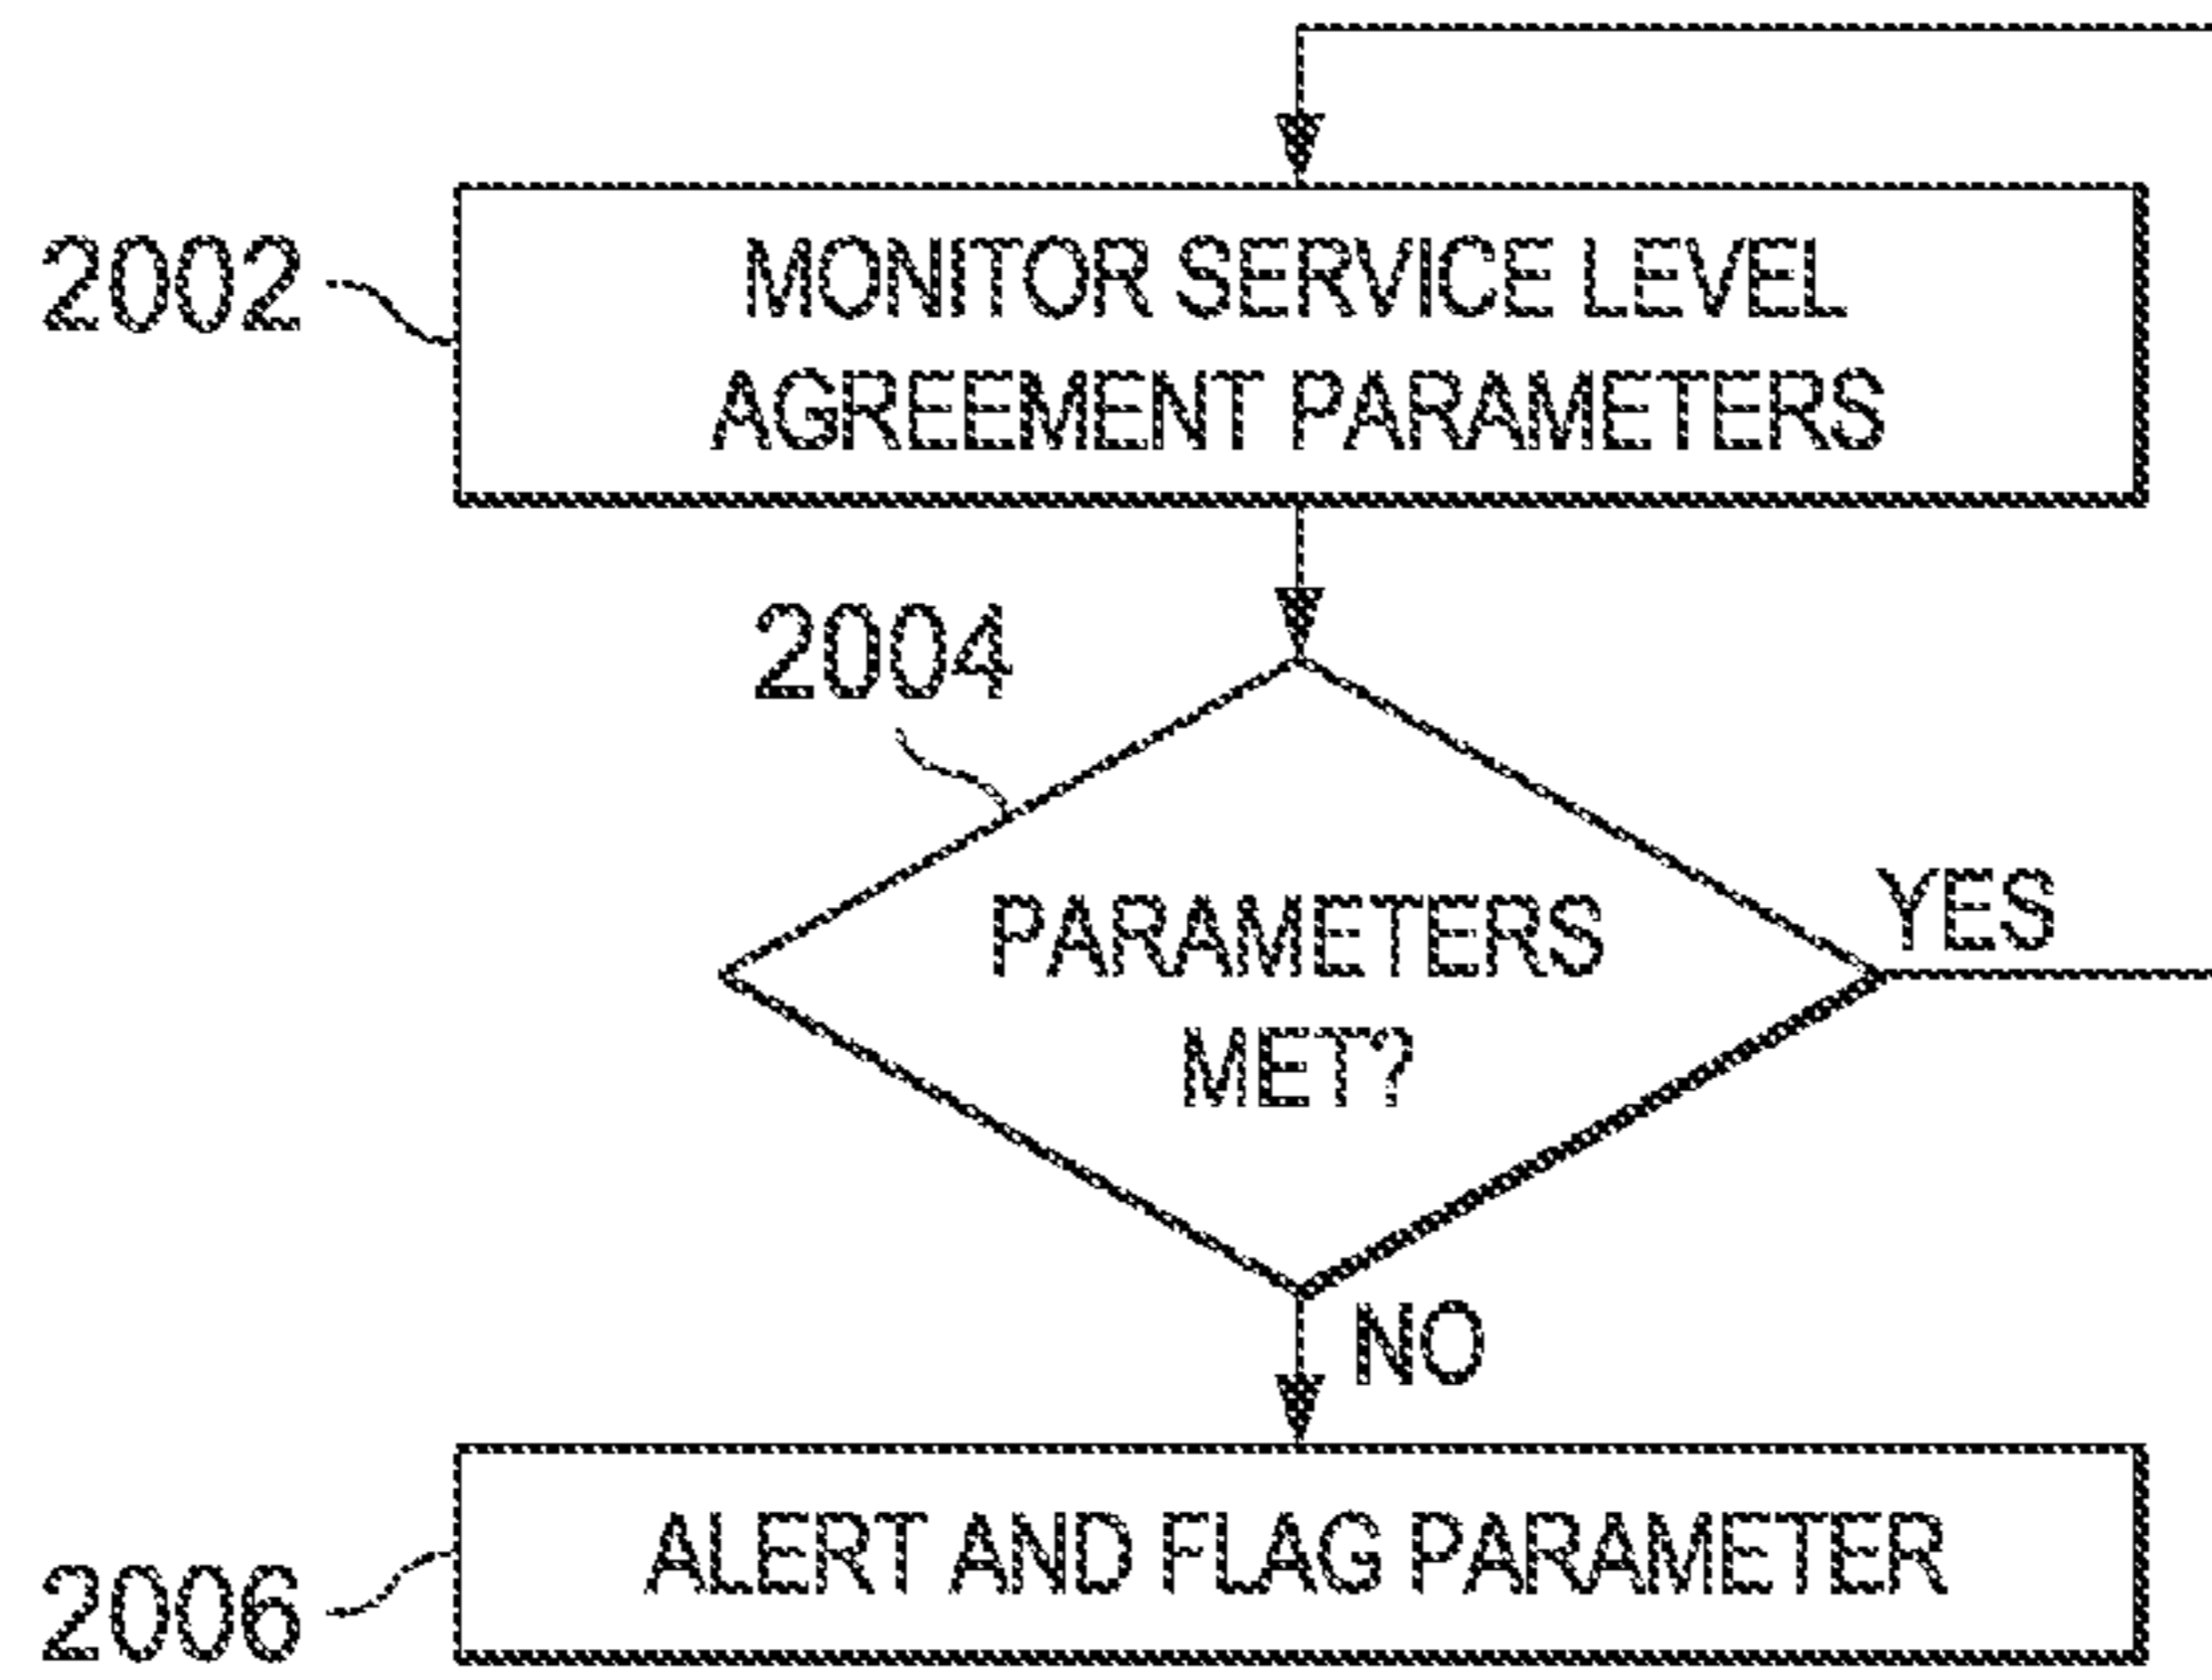 2002
MONITOR SERVICE LEVEL
AGREEMENT PARAMETERS
2004
PARAMETERS
MET?
YES
NO
2006
ALERT AND FLAG PARAMETER